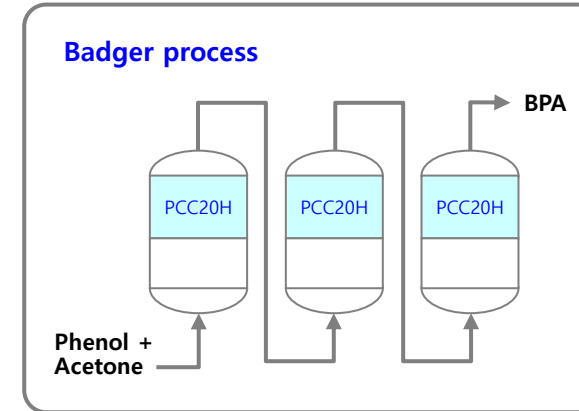 Badger process
BPA
PCC20H
PCC20H
PCC20H
Phenol +
Acetone